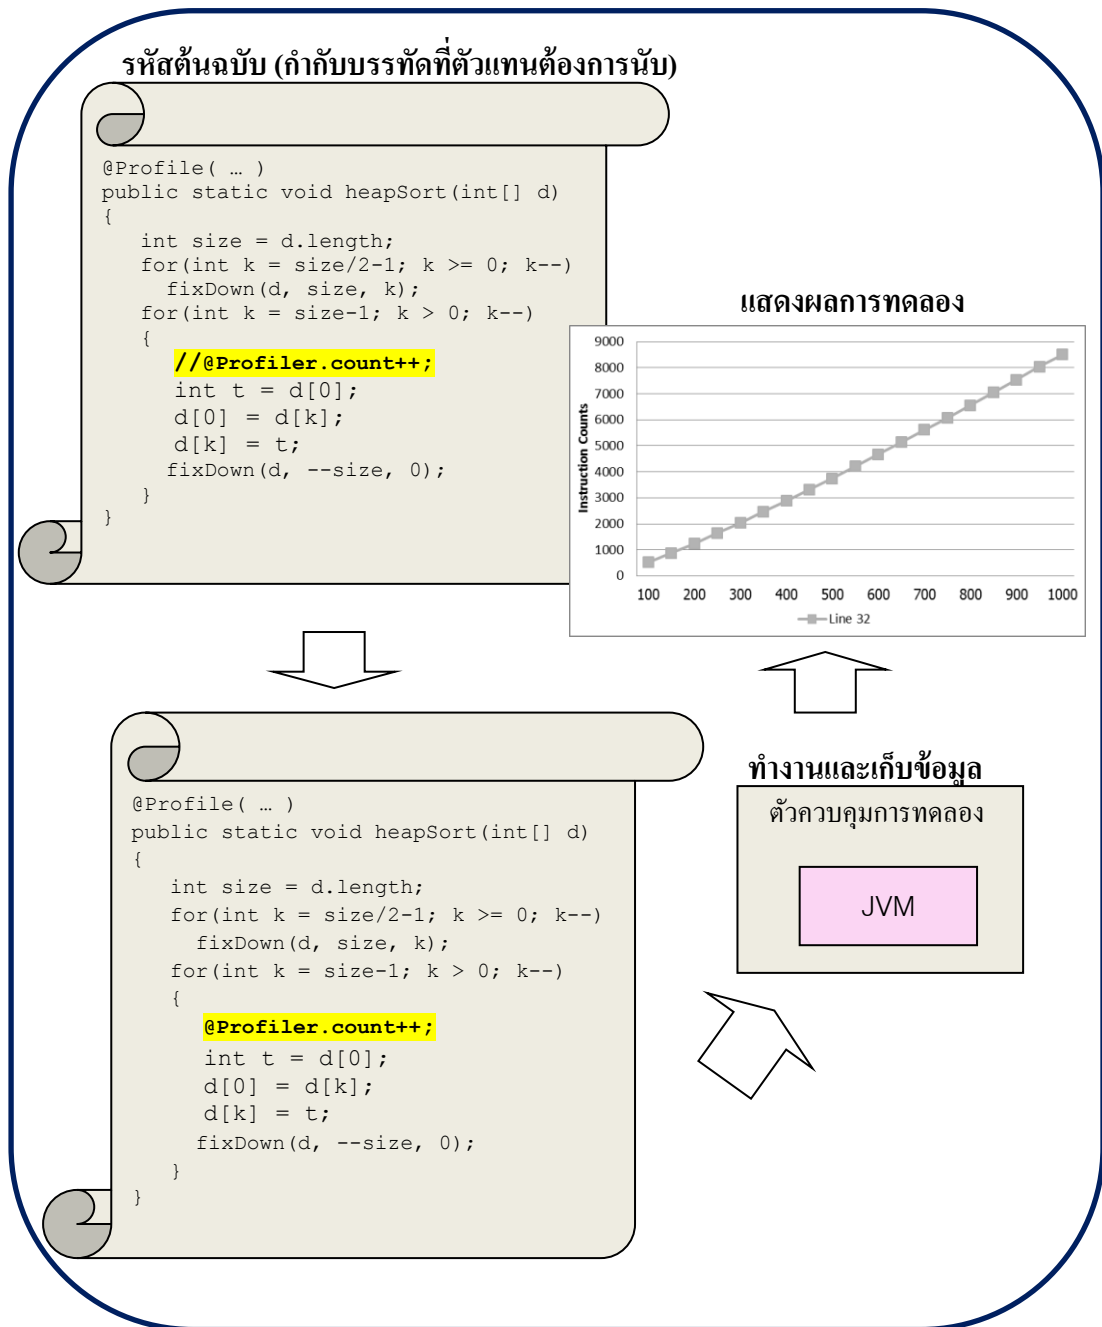 รหัสต้นฉบับ (กำกับบรรทัดที่ตัวแทนต้องการนับ)
@Profile( … )
public static void heapSort(int[] d)
{
int size = d.length;
for(int k = size/2-1; k >= 0; k--)
fixDown(d, size, k);
for(int k = size-1; k > 0; k--)
{
//@Profiler.count++;
int t = d[0];
d[0] = d[k];
d[k] = t;
fixDown(d, --size, 0);
}
}
แสดงผลการทดลอง
Instruction Counts
9000
8000
7000
6000
5000
4000
3000
2000
1000
0
100 200 300 400 500 600 700 800 900 1000
Line 32
@Profile( … )
public static void heapSort(int[] d)
{
int size = d.length;
for(int k = size/2-1; k >= 0; k--)
fixDown(d, size, k);
for(int k = size-1; k > 0; k--)
{
@Profiler.count++;
int t = d[0];
d[0] = d[k];
d[k] = t;
fixDown(d, --size, 0);
}
}
ทำงานและเก็บข้อมูล
ตัวควบคุมการทดลอง
JVM